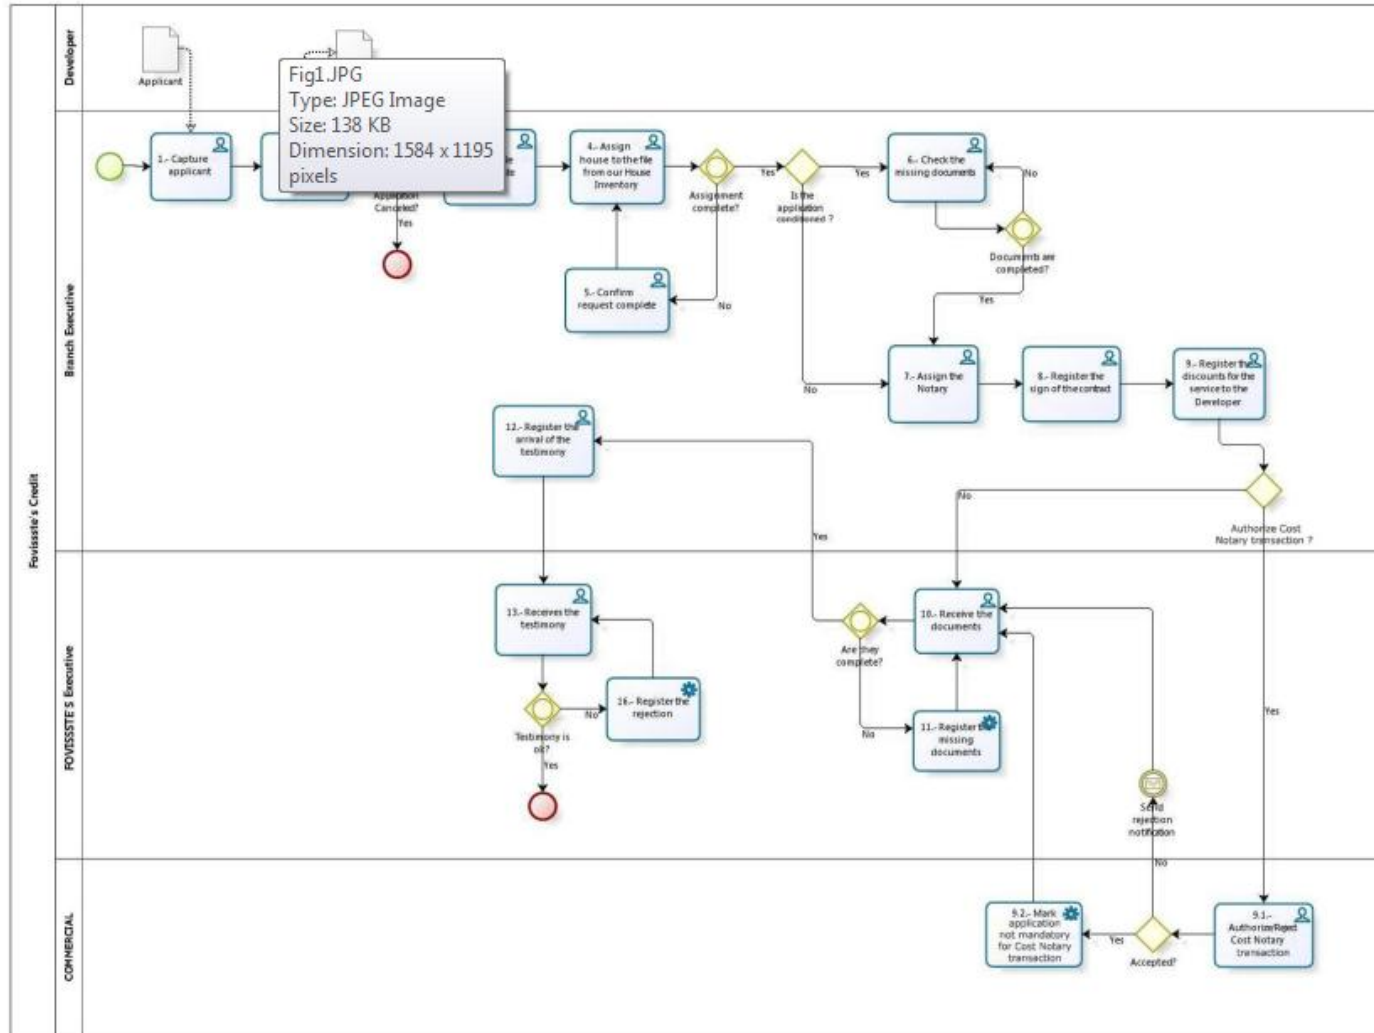 Fovissste's Credit
Developer
Applicant
Fig1.JPG
Type: JPEG Image
Size: 138 KB
Dimension: 1584 x 1195
pixels
Branch Executive
1.- Capture
applicant
Application
Canceled?
Yes
4.- Assign
house to the file
from our House
Inventory
Assignment
complete?
Yes
No
5.- Confirm
request complete
Is the
application
conditioned ?
Yes
No
6.- Check the
missing documents
No
Documents are
completed?
Yes
7.- Assign the
Notary
8.- Register the
sign of the contract
9.- Register the
discounts for the
service to the
Developer
Authorize Cost
Notary transaction ?
No
Yes
12.- Register the
arrival of the
testimony
Yes
FOVISSSTE'S Executive
13.- Receives the
testimony
Testimony is
ok?
No
Yes
16.- Register the
rejection
10.- Receive the
documents
Are they
complete?
No
11.- Register the
missing
documents
Send
rejection
notification
No
COMMERCIAL
9.2.- Mark
application
not mandatory
for Cost Notary
transaction
Yes
Accepted?
9.1.-
Authorize/Reject
Cost Notary
transaction